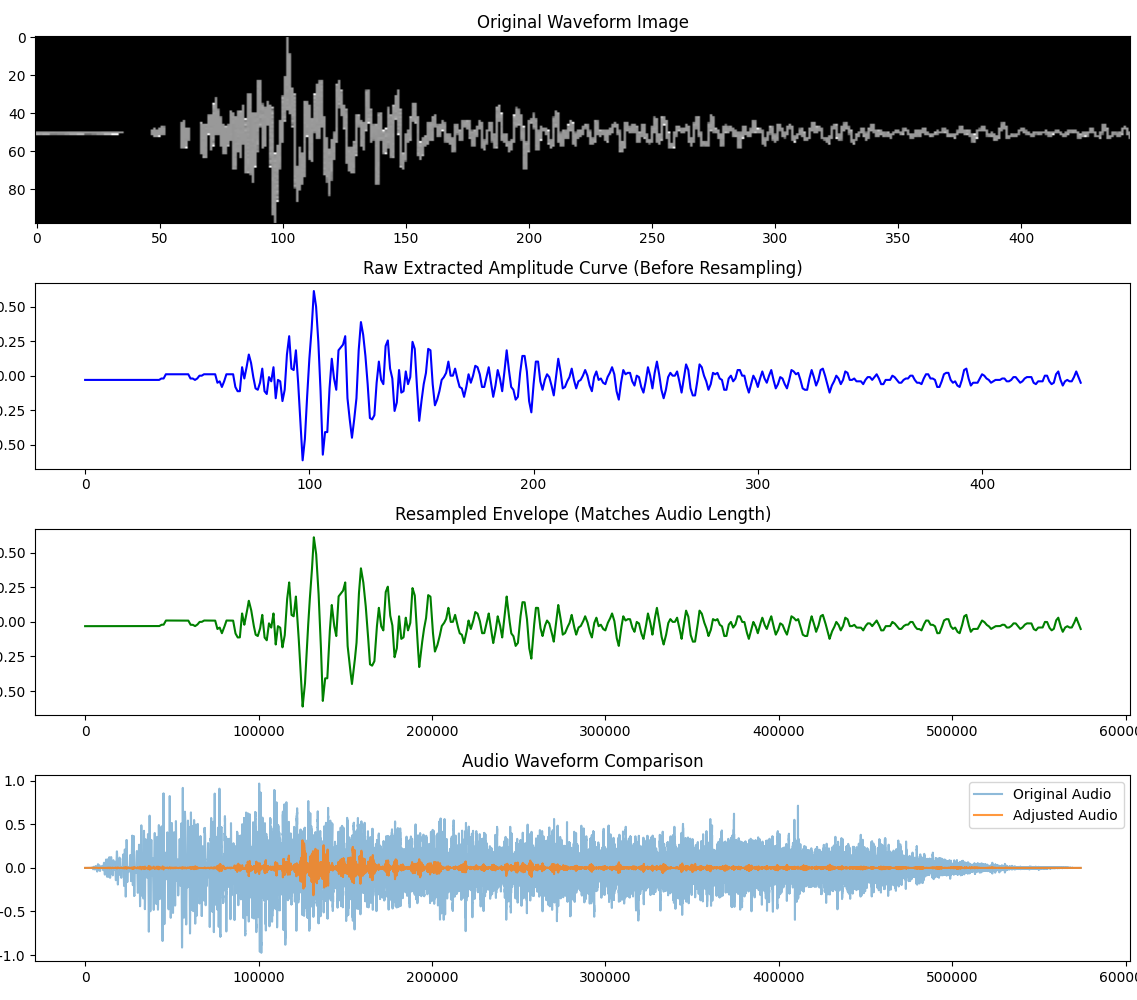 Original Waveform Image
0
20
40
60
80
0 50 100 150 200 250 300 350 400
Raw Extracted Amplitude Curve (Before Resampling)
0.50
0.25
0.00
0.25
0.50
0 100 200 300 400
Resampled Envelope (Matches Audio Length)
0.50
0.25
0.00
0.25
0.50
0 100000 200000 300000 400000 500000 60000
Audio Waveform Comparison
1.0
0.5
0.0
-0.5
-1.0
Original Audio
Adjusted Audio
0 100000 200000 300000 400000 500000 60000